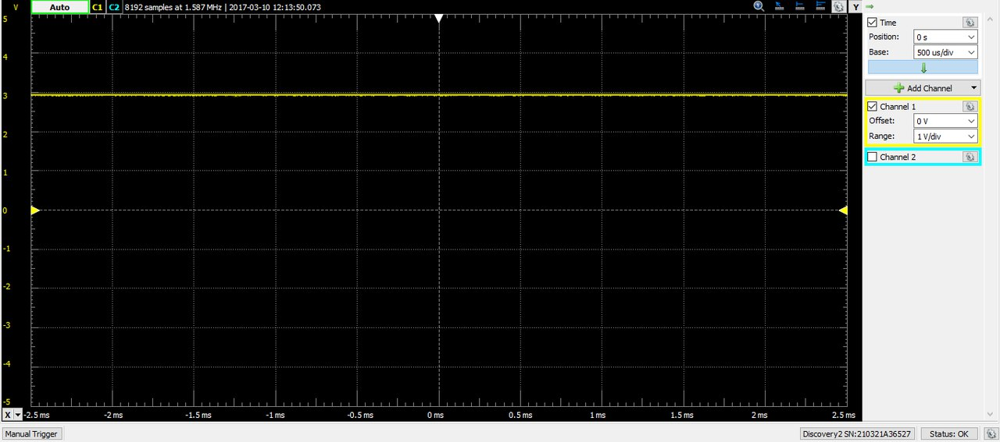 V Auto C1 C2 8192 samples at 1.587 MHz | 2017-03-10 12:13:50.073 Y
5
4
3
2
1
0
-1
-2
-3
-4
-5
X -2.5 ms -2 ms -1.5 ms -1 ms -0.5 ms 0 ms 0.5 ms 1 ms 1.5 ms 2 ms 2.5 ms
Time
Position: 0 s
Base: 500 us/div
Add Channel
Channel 1
Offset: 0 V
Range: 1 V/div
Channel 2
Manual Trigger Discovery2 SN:210321A36527 Status: OK